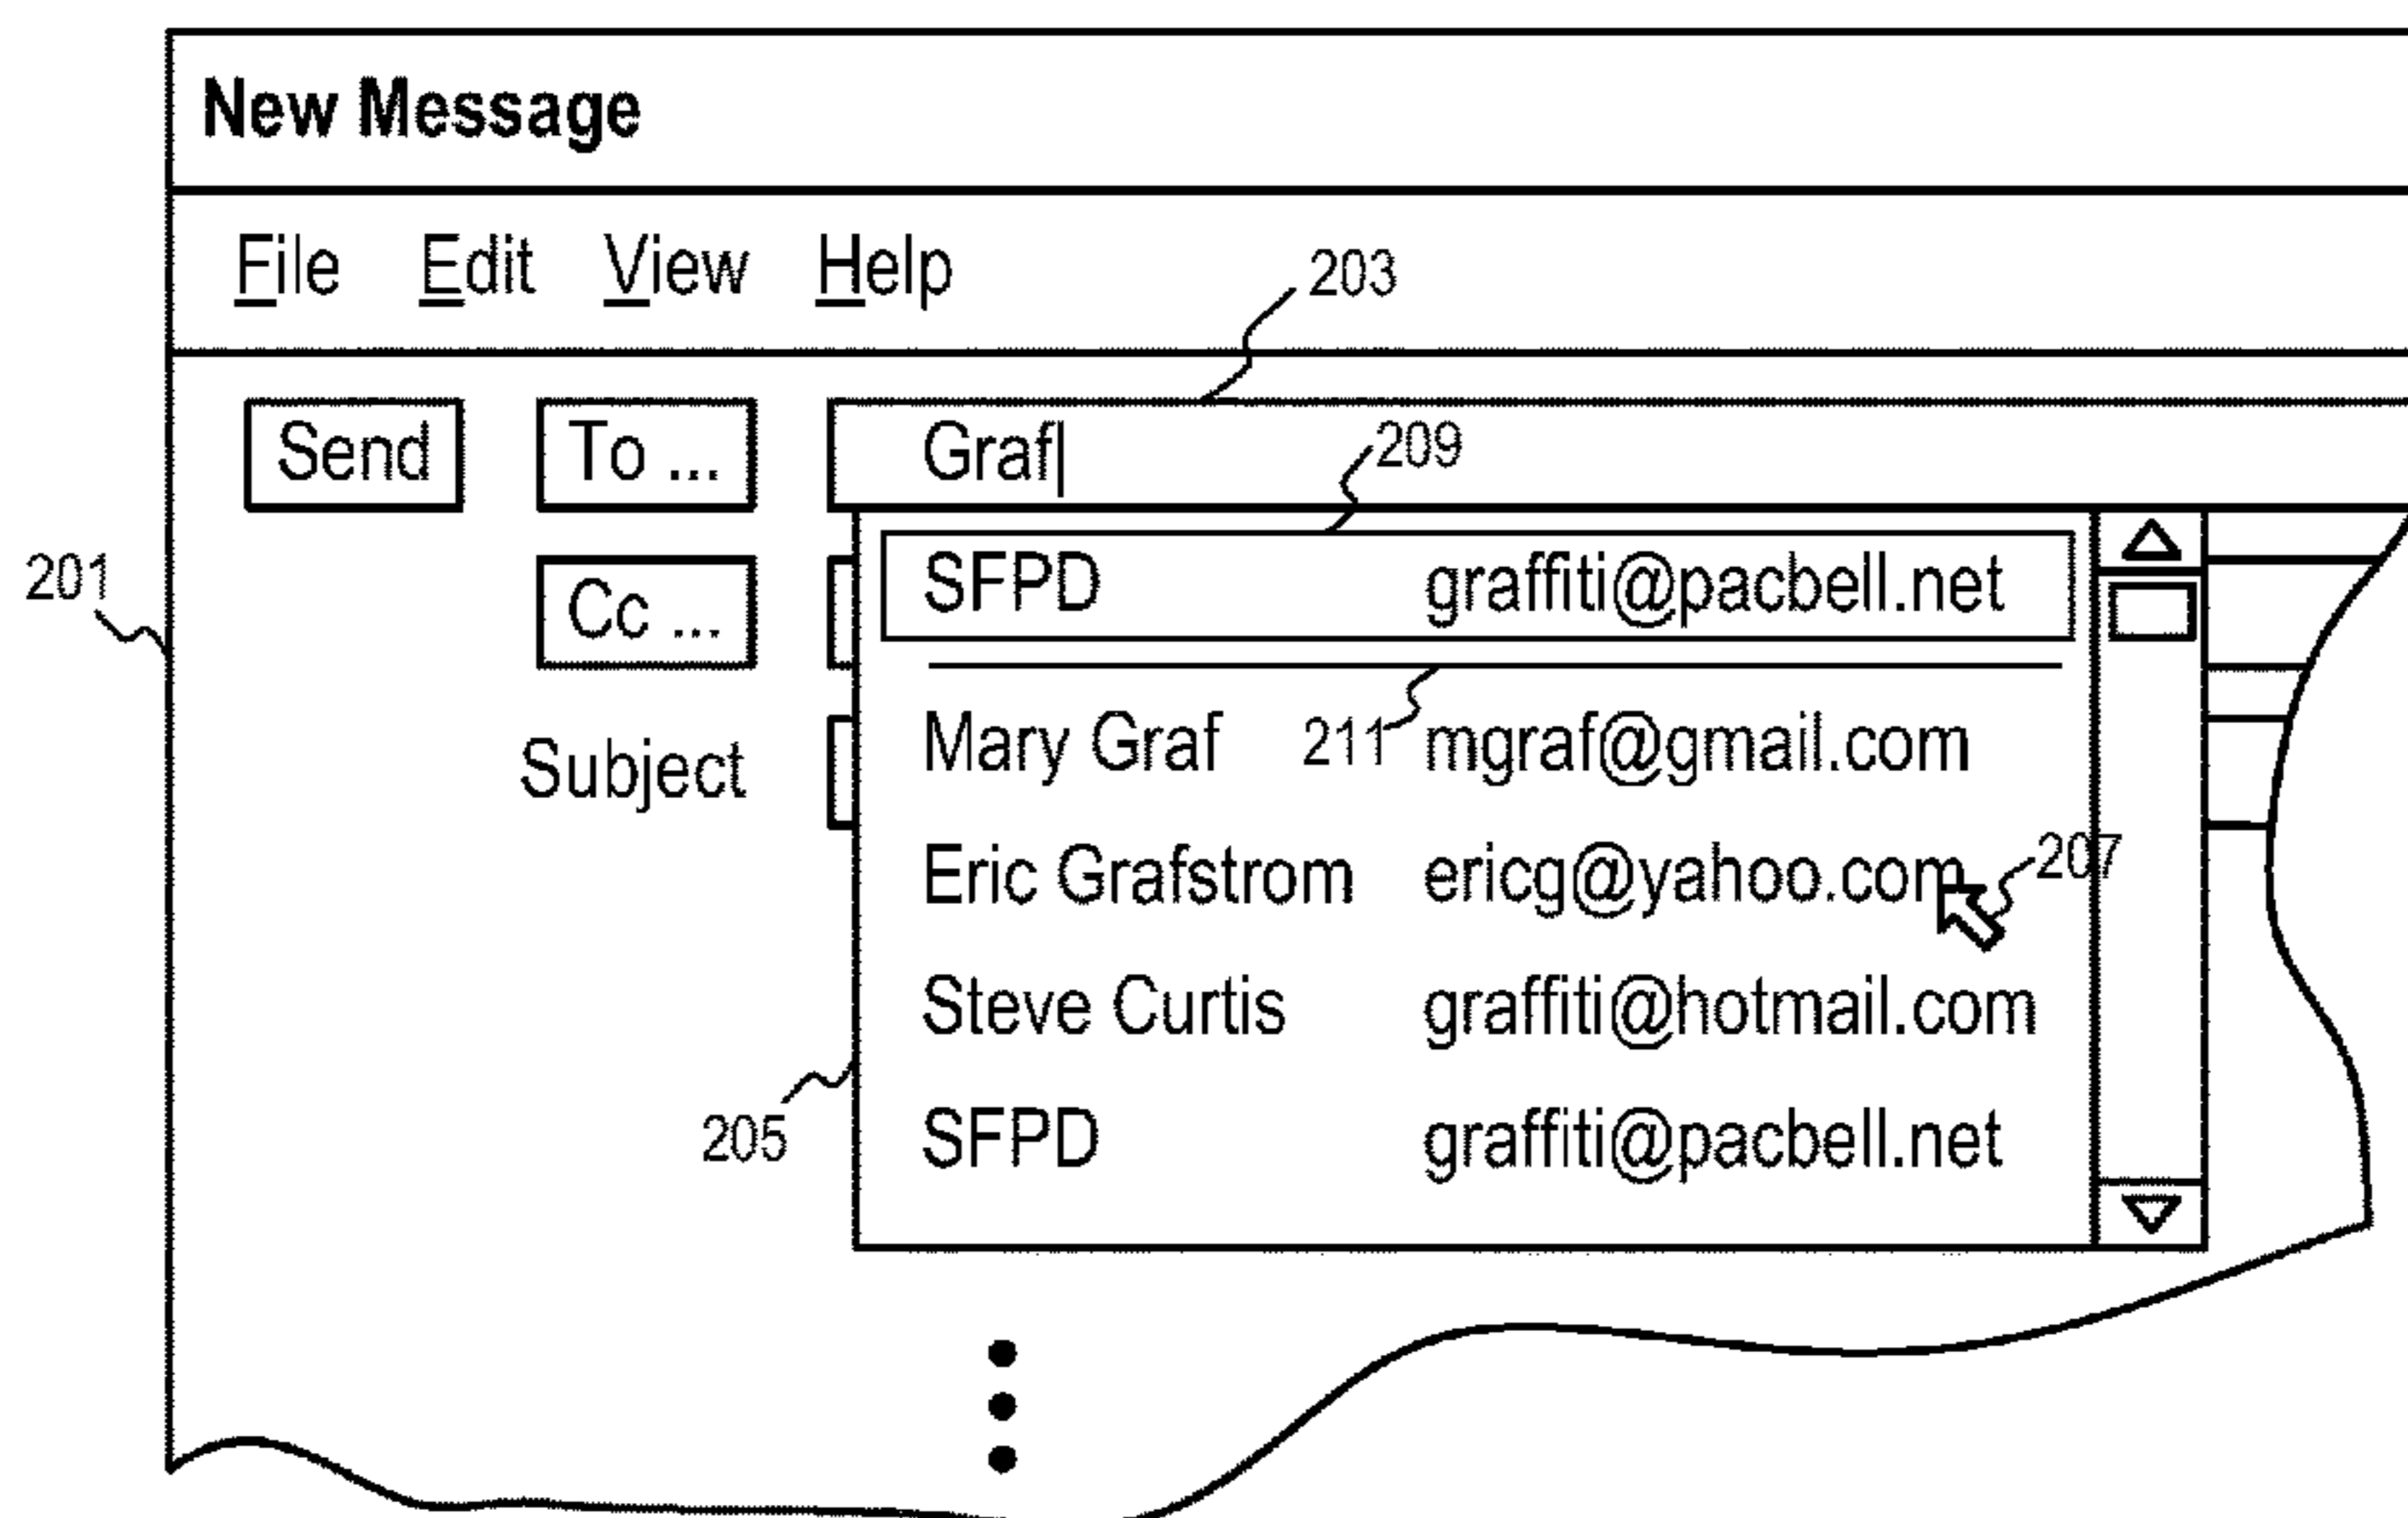 New Message
File Edit View Help
203
Send To ... Graf
209
201
SFPD graffiti@pacbell.net
Cc ...
Subject
Mary Graf 211 mgraf@gmail.com
Eric Grafstrom ericg@yahoo.com 207
Steve Curtis graffiti@hotmail.com
205
SFPD graffiti@pacbell.net